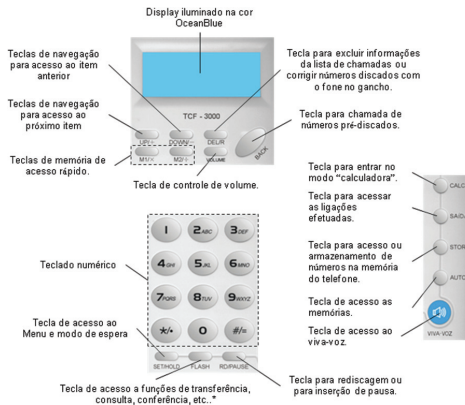 Display iluminado na cor
OceanBlue
Teclas de navegação
para acesso ao item
anterior
Teclas de navegação
para acesso ao
próximo item
Teclas de memória de
acesso rápido.
Tecla para excluir informações
da lista de chamadas ou
corrigir números discados com
o fone no gancho.
Tecla para chamada de
números pré-discados.
TCF - 3000
UP/+
DOWN/-
DEL/R
M1/×
M2/÷
VOLUME
BACK
Tecla de controle de volume.
Tecla para entrar no
modo “calculadora”.
Tecla para acessar
as ligações
efetuadas.
Tecla para acesso ou
armazenamento de
números na memória
do telefone.
Tecla de acesso as
memórias.
Tecla de acesso ao
viva-voz.
CALC
STOR
AUTO
VIVA-VOZ
Teclado numérico
1 2ABC 3DEF
4GHI 5JKL 6MNO
7PQRS 8TUV 9WXYZ
*/• 0 #/=
Tecla de acesso ao
Menu e modo de espera
SET/HOLD FLASH RD/PAUSE
Tecla de acesso a funções de transferência,
consulta, conferência, etc.."
Tecla para rediscagem ou
para inserção de pausa.